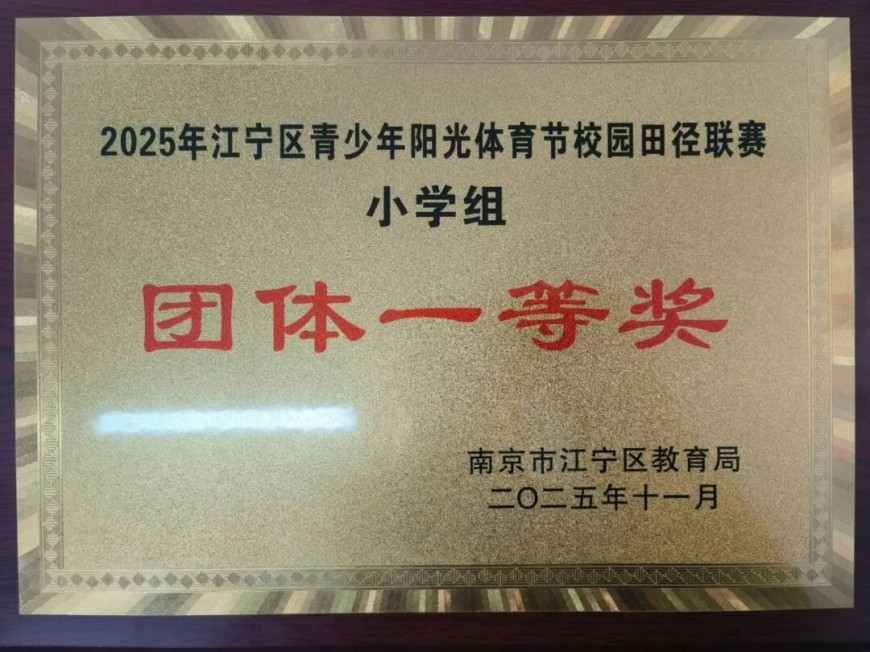 2025年江宁区青少年阳光体育节校园田径联赛
小学组
团体一等奖
南京市江宁区教育局
二〇二五年十一月